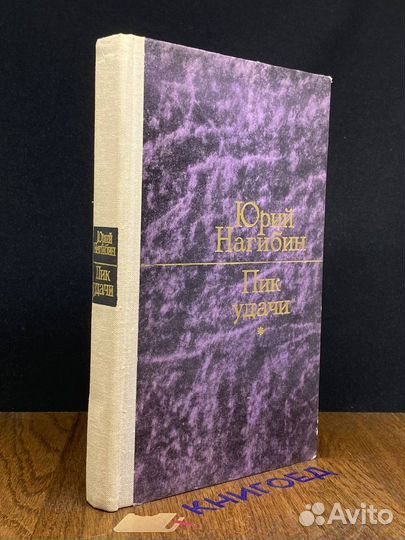 Юрий
Нагибин
Пик
удачи
Юрий
Нагибин
Пик
удачи
КНИГОЕД
Avito